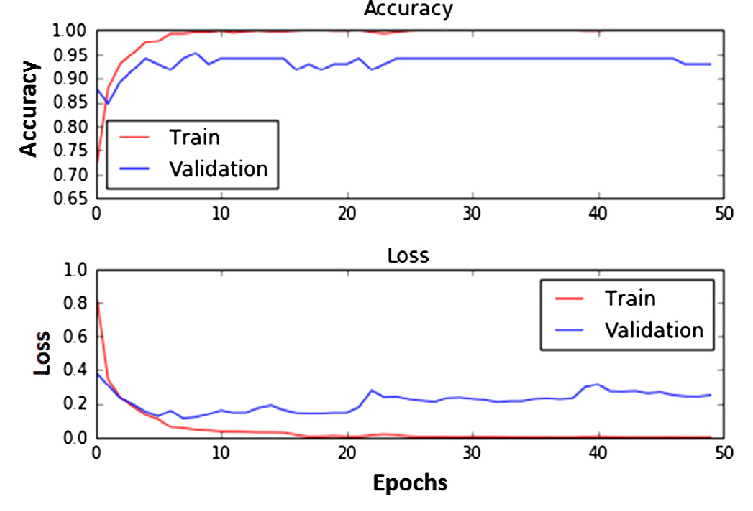 Accuracy
1.00
0.95
0.90
0.85
0.80
0.75
0.70
0.65
Accuracy
Train
Validation
0 10 20 30 40 50
Loss
1.0
0.8
0.6
0.4
0.2
0.0
Loss
Train
Validation
0 10 20 30 40 50
Epochs